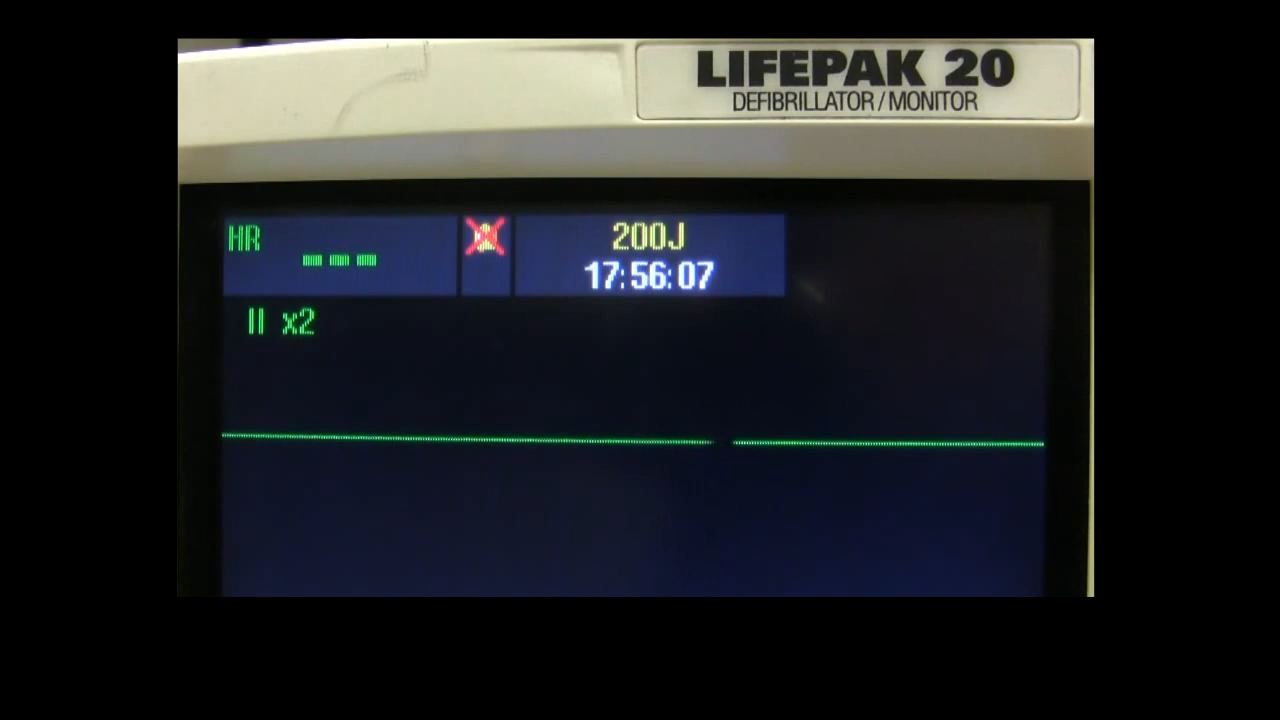 LIFEPAK 20
DEFIBRILLATOR/MONITOR
HR
---
200J
17:56:07
II x2